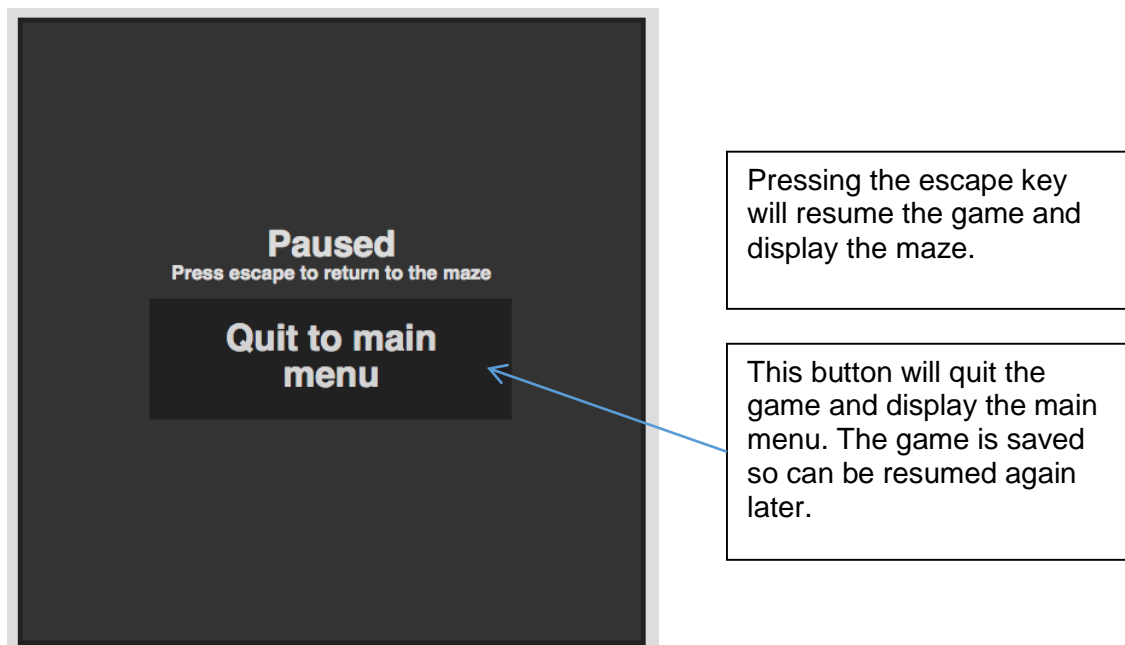 Paused
Press escape to return to the maze
Quit to main
menu
Pressing the escape key
will resume the game and
display the maze.
This button will quit the
game and display the main
menu. The game is saved
so can be resumed again
later.